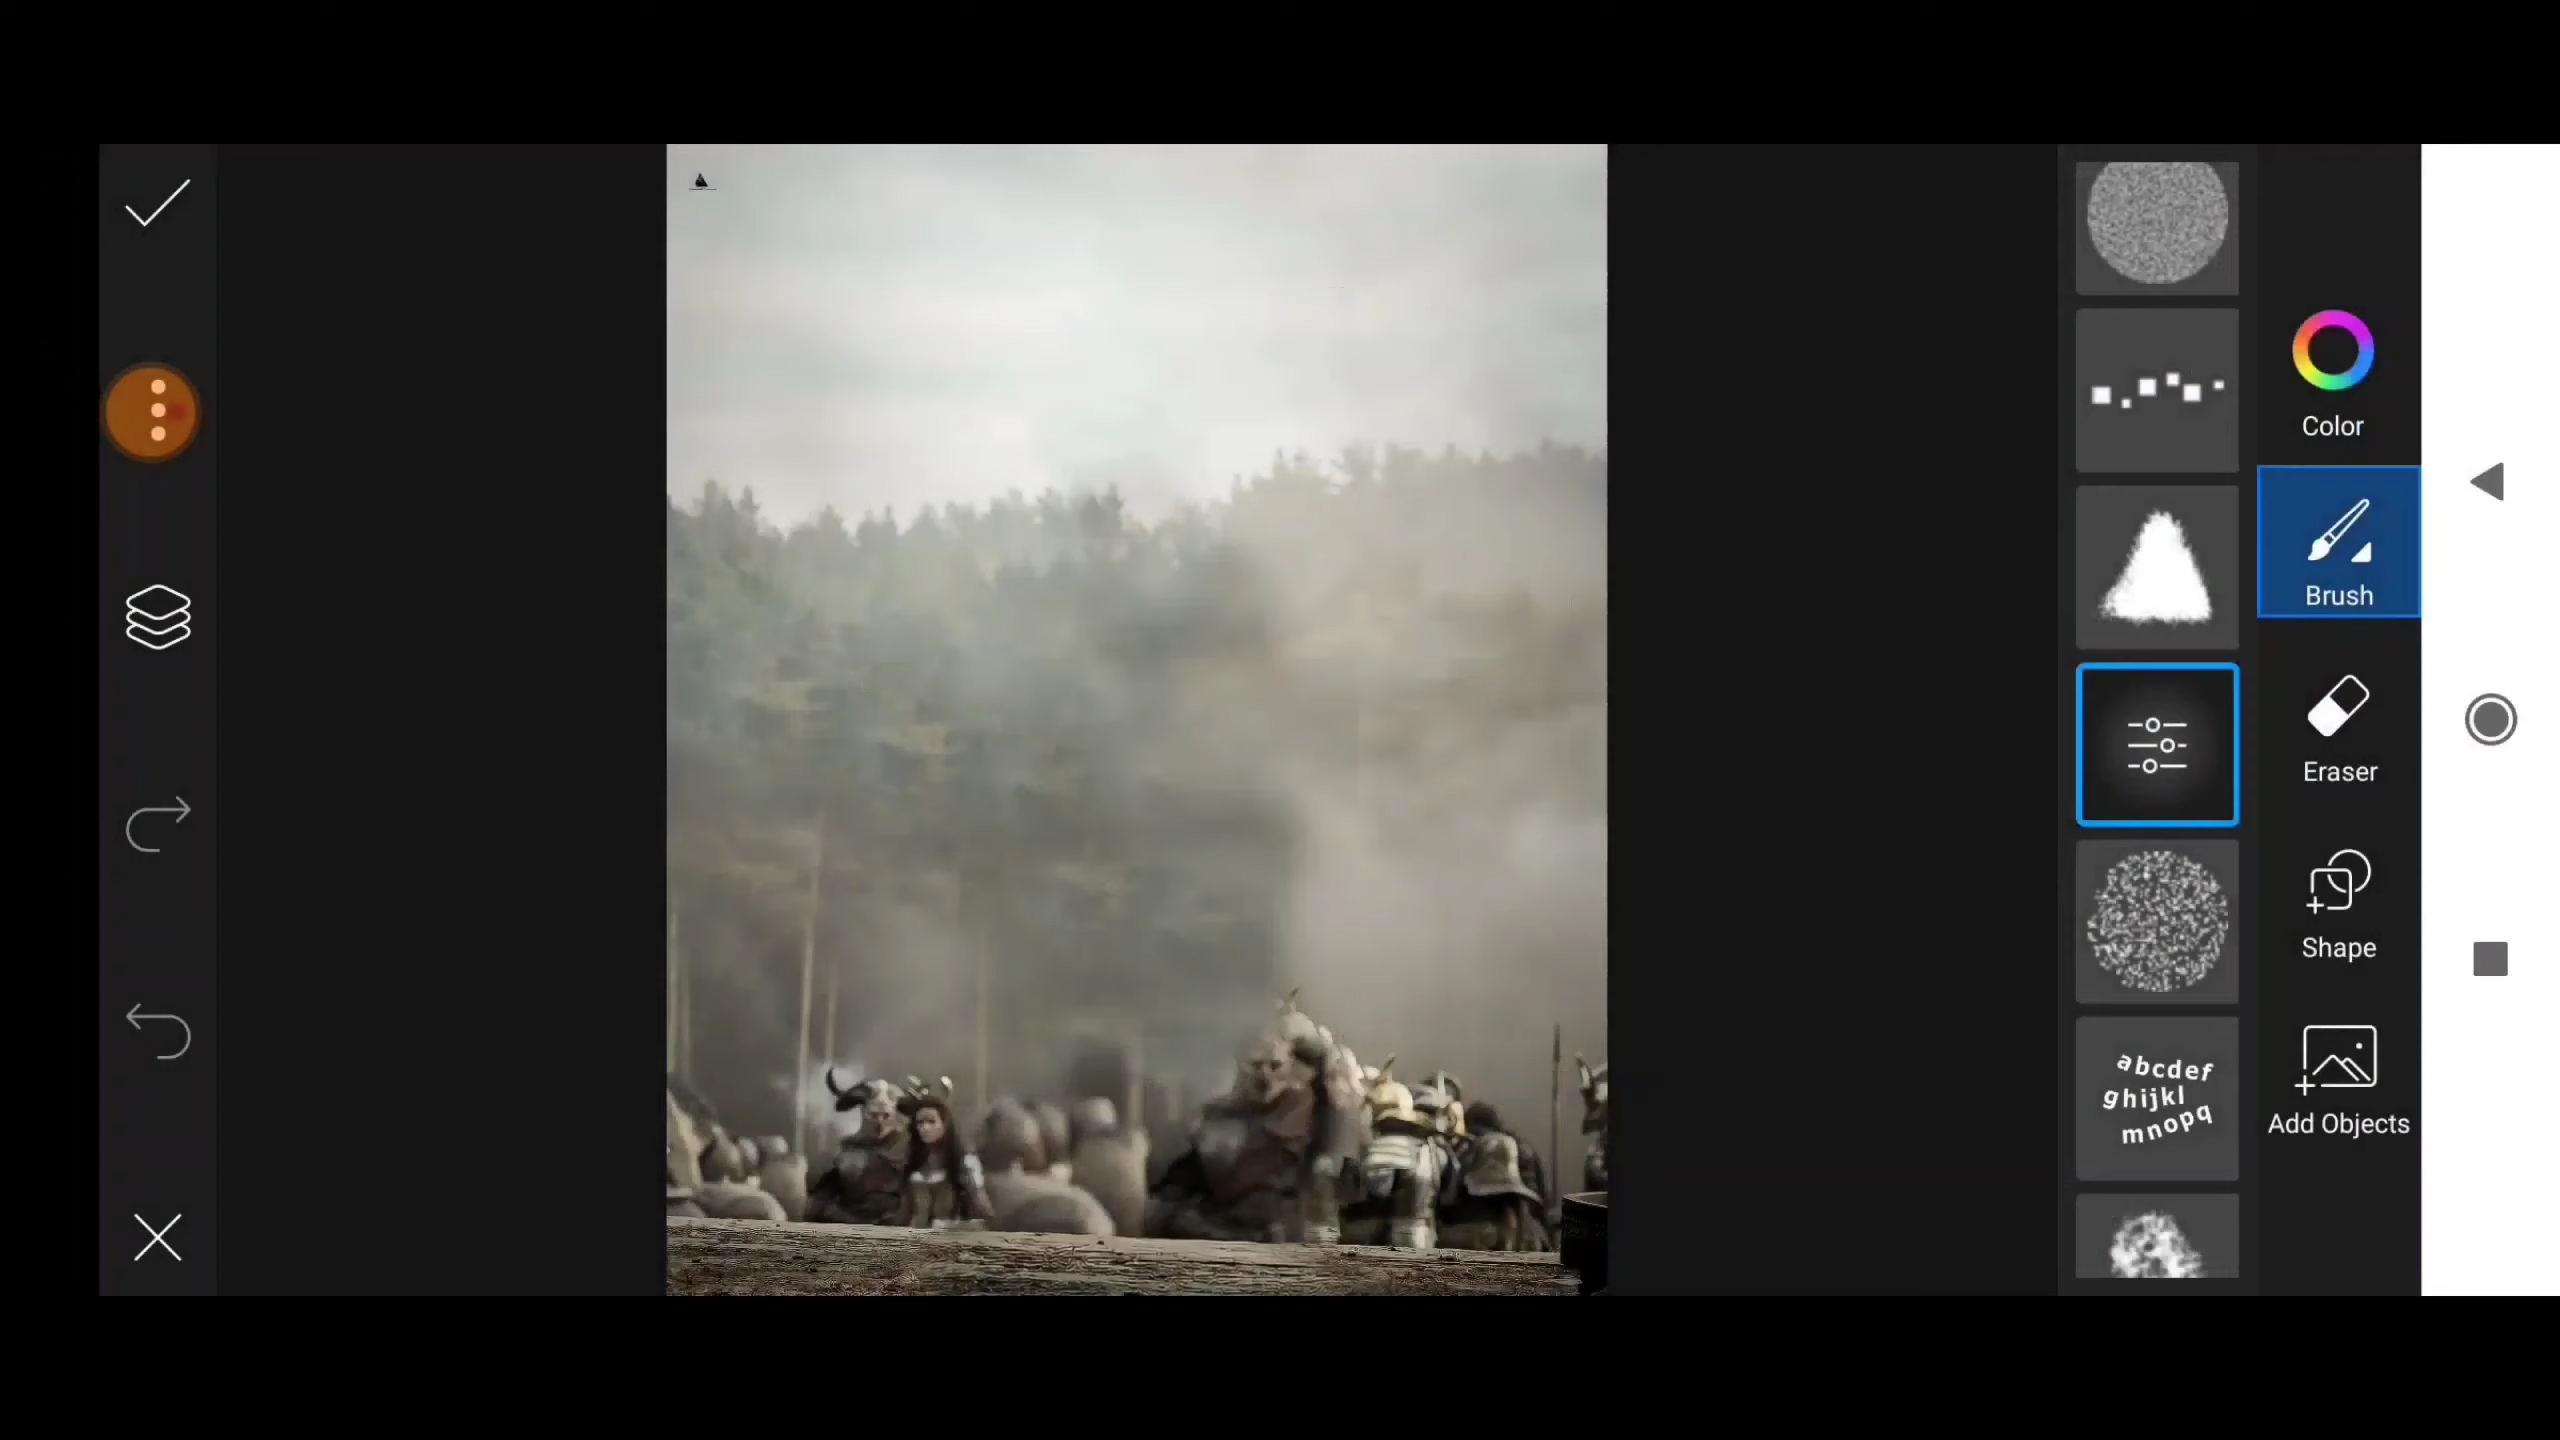 Color
Brush
Eraser
Shape
abcdef
ghijkl
mnopq
Add Objects